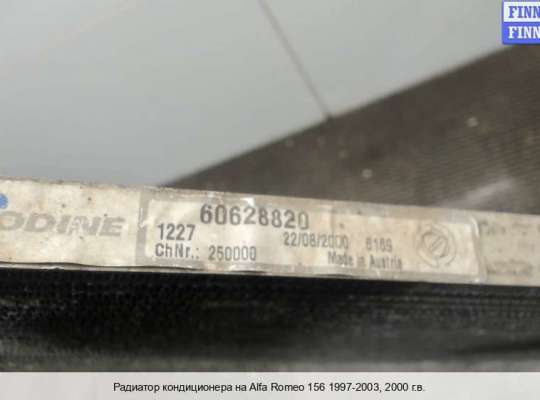 FINN
FINN
ODINE
60628820
1227 22/08/2000 6169
ChNr.: 250000 Made in Austria
Радиатор кондиционера на Alfa Romeo 156 1997-2003, 2000 г.в.